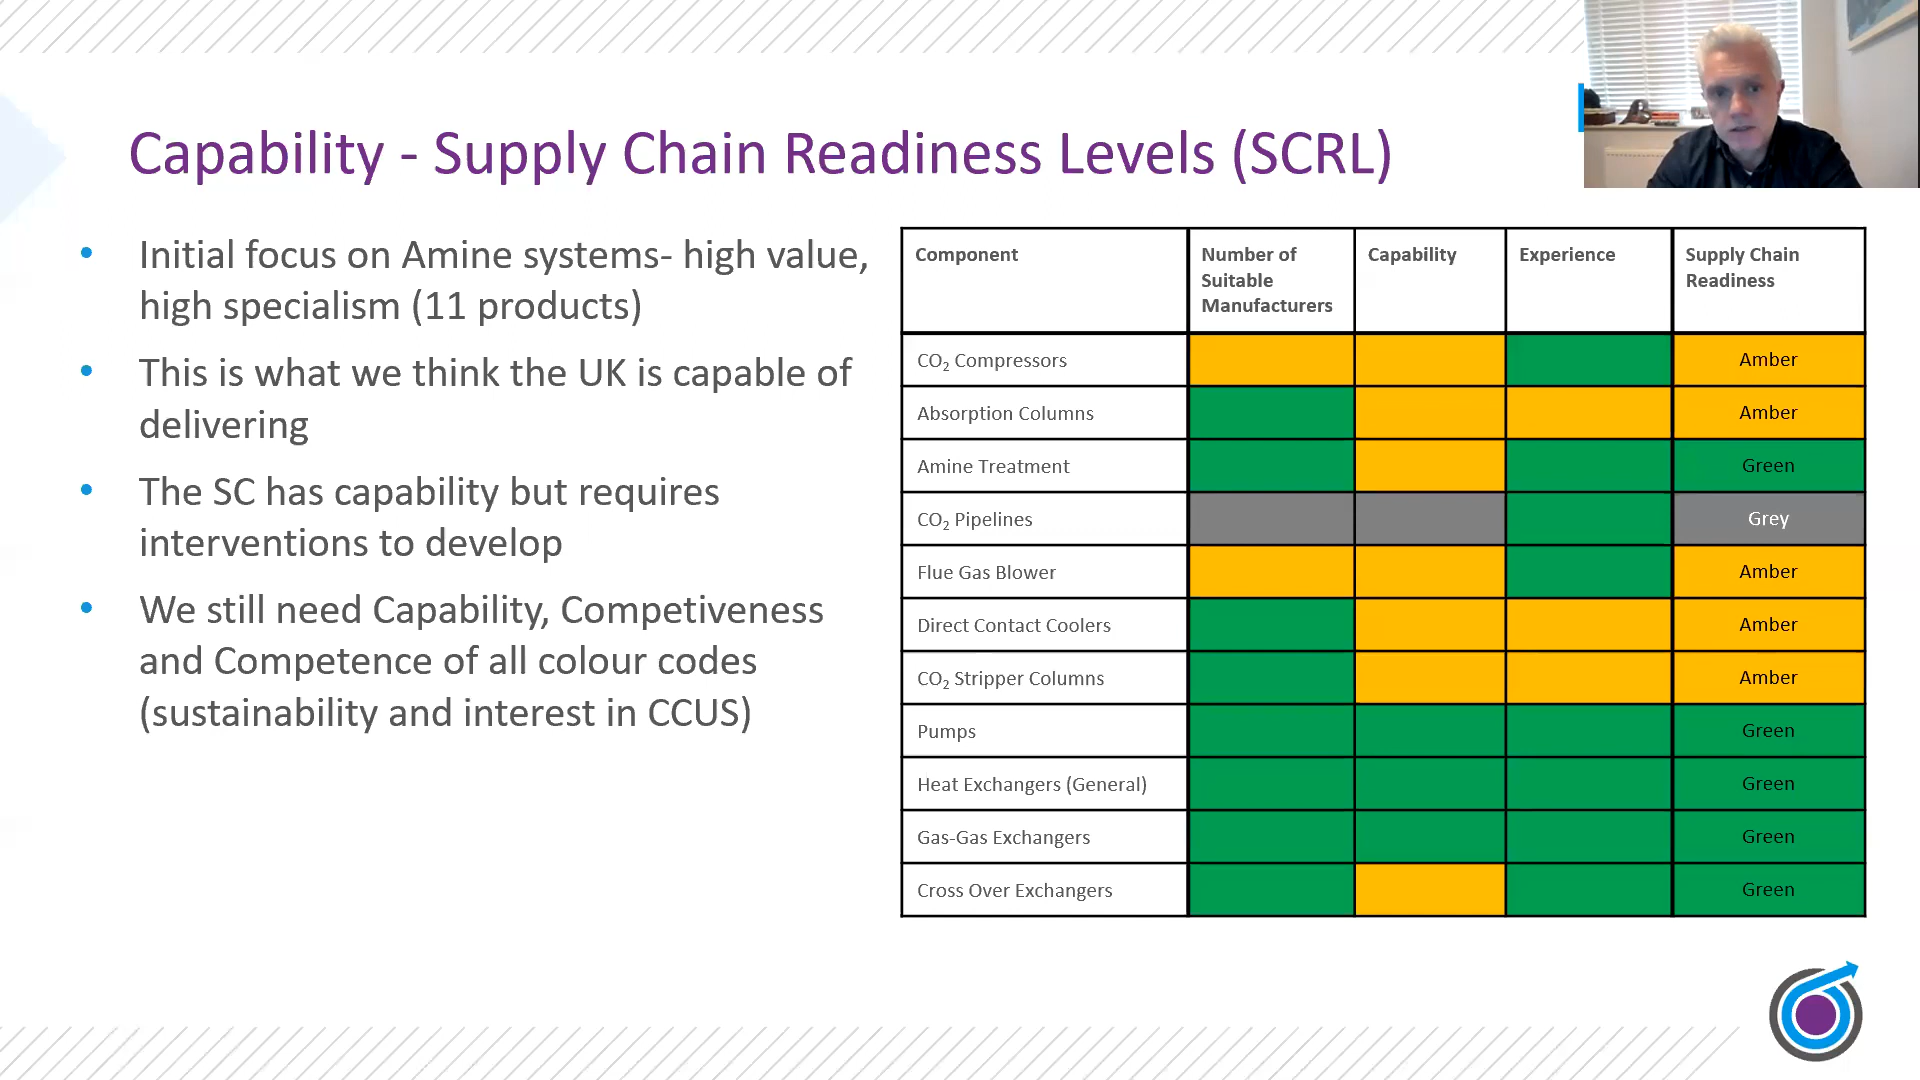 Capability - Supply Chain Readiness Levels (SCRL)
• Initial focus on Amine systems- high value,
high specialism (11 products)
• This is what we think the UK is capable of
delivering
• The SC has capability but requires
interventions to develop
• We still need Capability, Competiveness
and Competence of all colour codes
(sustainability and interest in CCUS)
Component
Number of
Suitable
Manufacturers
Capability
Experience
Supply Chain
Readiness
CO₂ Compressors
Amber
Absorption Columns
Amber
Amine Treatment
Green
CO₂ Pipelines
Grey
Flue Gas Blower
Amber
Direct Contact Coolers
Amber
CO₂ Stripper Columns
Amber
Pumps
Green
Heat Exchangers (General)
Green
Gas-Gas Exchangers
Green
Cross Over Exchangers
Green